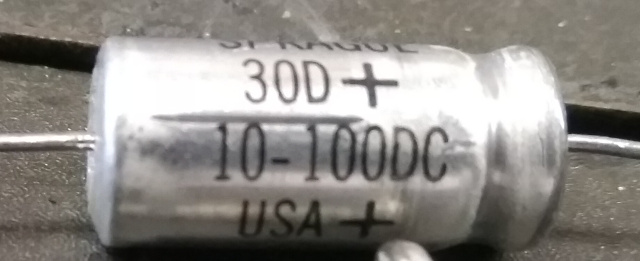 SPRAGUE
30D+
10-100DC
USA +